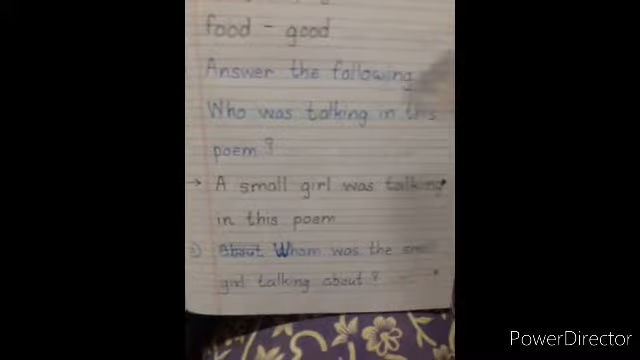 food - good
Answer the following
Who was talking in this
poem ?
→ A small girl was talking
in this poem
About Whom was the small
girl talking about ?
PowerDirector